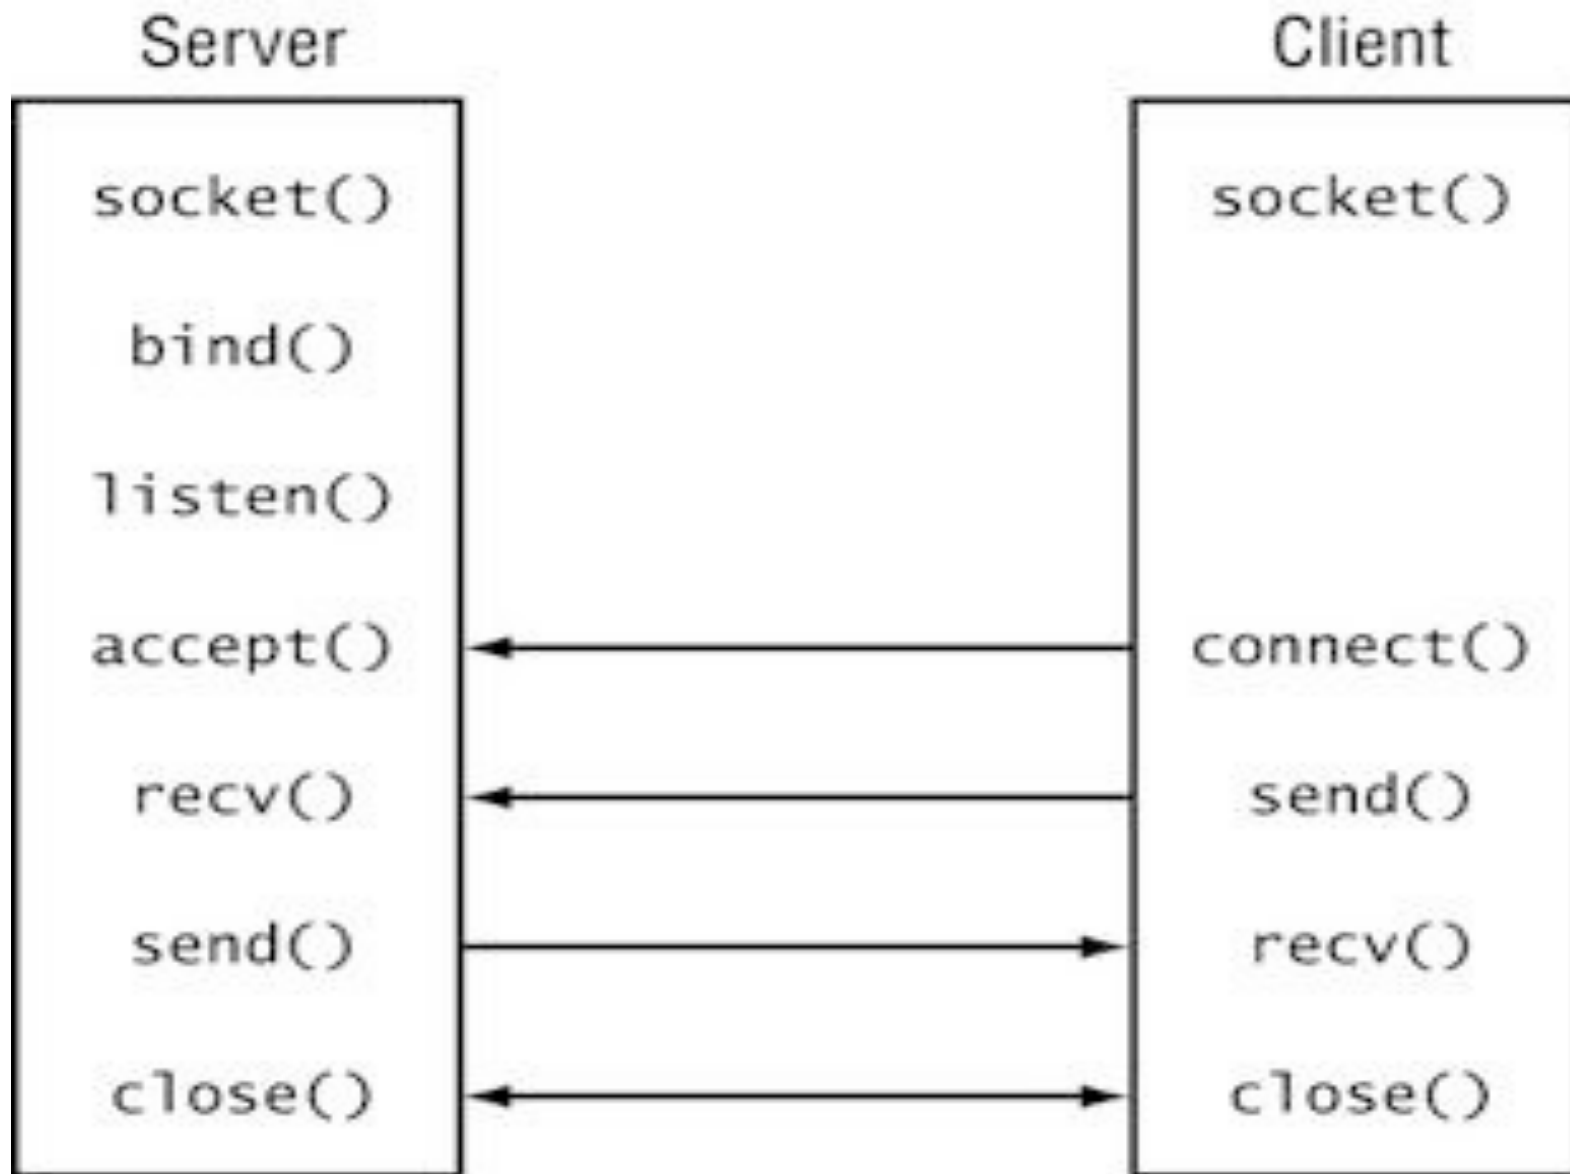 Server
socket()
bind()
listen()
accept()
recv()
send()
close()
Client
socket()
connect()
send()
recv()
close()